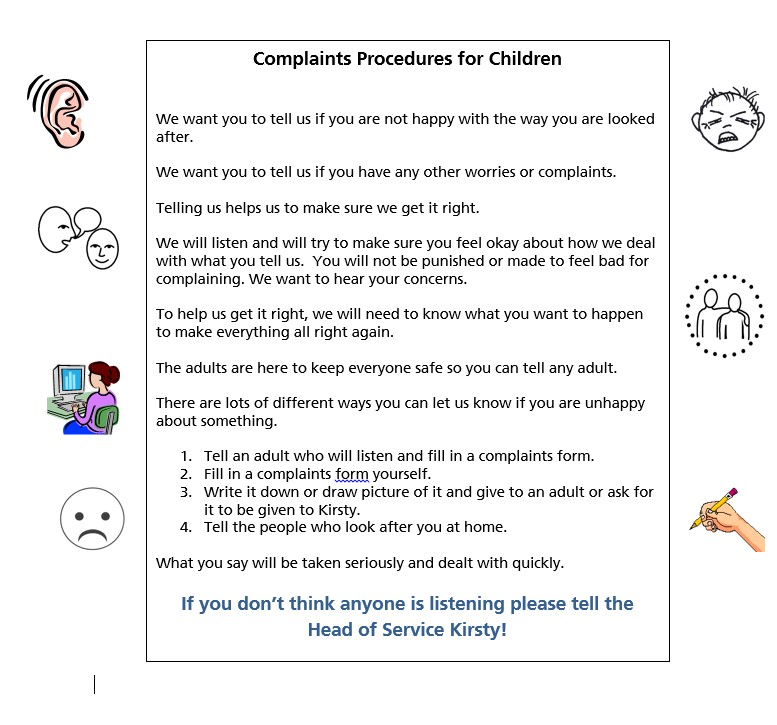 Complaints Procedures for Children
We want you to tell us if you are not happy with the way you are looked
after.
We want you to tell us if you have any other worries or complaints.
Telling us helps us to make sure we get it right.
We will listen and will try to make sure you feel okay about how we deal
with what you tell us.  You will not be punished or made to feel bad for
complaining. We want to hear your concerns.
To help us get it right, we will need to know what you want to happen
to make everything all right again.
The adults are here to keep everyone safe so you can tell any adult.
There are lots of different ways you can let us know if you are unhappy
about something.
1. Tell an adult who will listen and fill in a complaints form.
2. Fill in a complaints form yourself.
3. Write it down or draw picture of it and give to an adult or ask for
it to be given to Kirsty.
4. Tell the people who look after you at home.
What you say will be taken seriously and dealt with quickly.
If you don't think anyone is listening please tell the
Head of Service Kirsty!